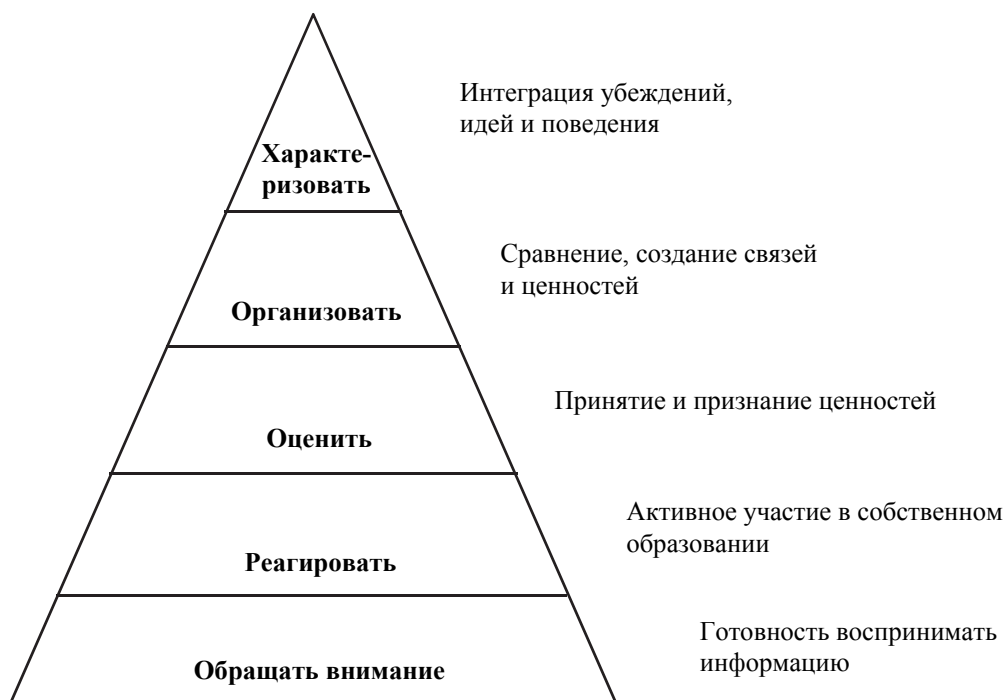 Интеграция убеждений,
идей и поведения
Характе-
ризовать
Сравнение, создание связей
и ценностей
Организовать
Принятие и признание ценностей
Оценить
Активное участие в собственном
образовании
Реагировать
Готовность воспринимать
информацию
Обращать внимание